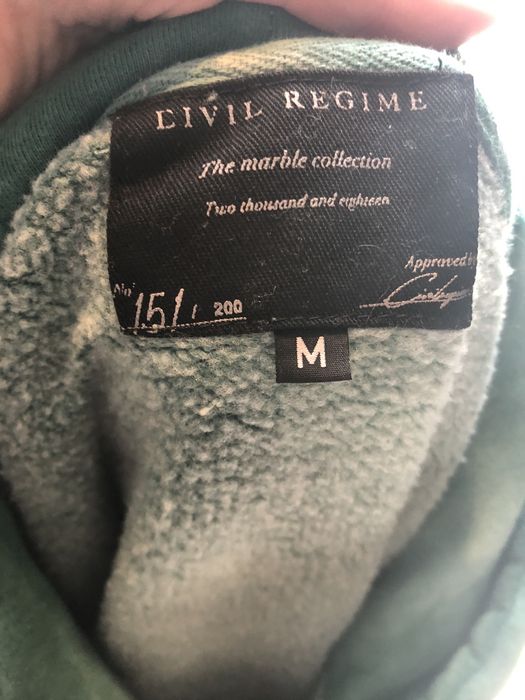 CIVIL REGIME
The marble collection
Two thousand and eighteen
Approved by
No 151 / 200
M